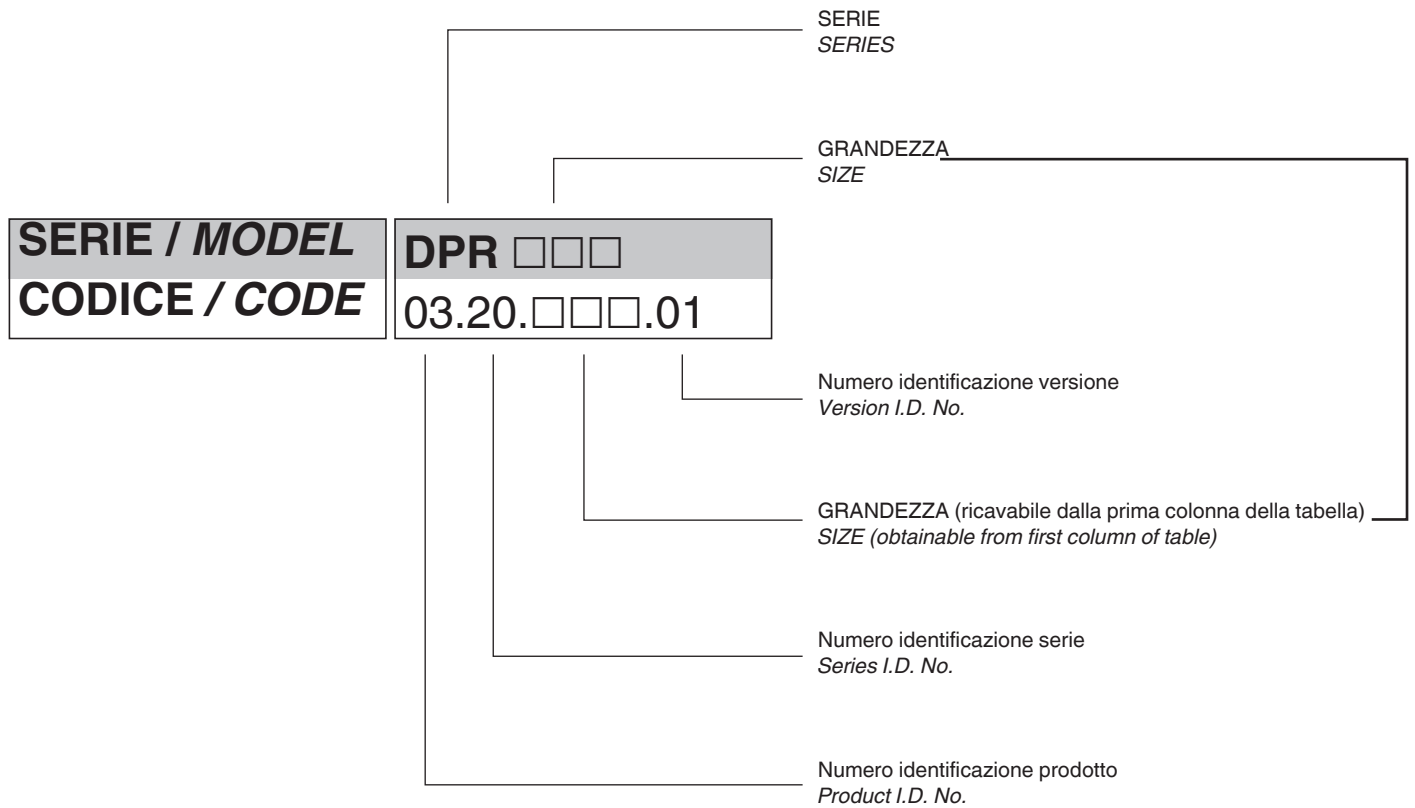 SERIE
SERIES
GRANDEZZA
SIZE
SERIE / MODEL
DPR □□□
CODICE / CODE
03.20.□□□.01
Numero identificazione versione
Version I.D. No.
GRANDEZZA (ricavabile dalla prima colonna della tabella)
SIZE (obtainable from first column of table)
Numero identificazione serie
Series I.D. No.
Numero identificazione prodotto
Product I.D. No.